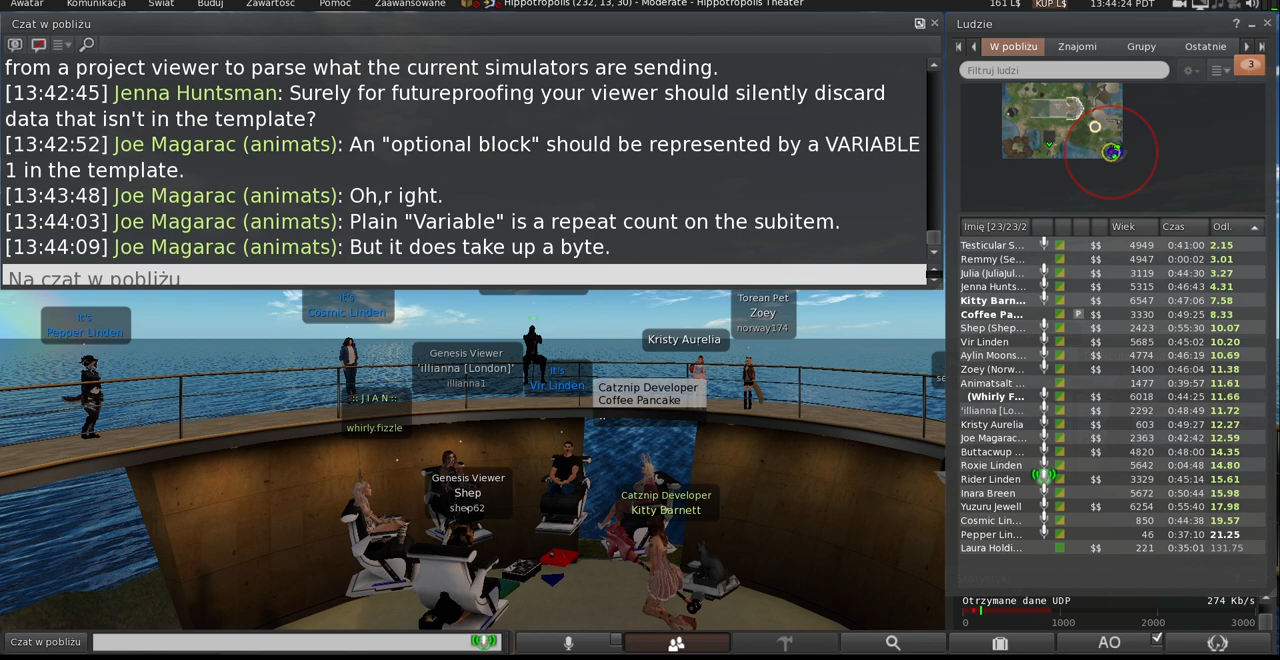 Awatar Komunikacja Świat Buduj Zawartość Pomoc Zaawansowane Hippotropolis (232, 13, 30) - Moderate - Hippotropolis Theater 161 L$ KUP L$ 13:44:24 PDT
Czat w pobliżu
from a project viewer to parse what the current simulators are sending.
[13:42:45] Jenna Huntsman: Surely for futureproofing your viewer should silently discard
data that isn't in the template?
[13:42:52] Joe Magarac (animats): An "optional block" should be represented by a VARIABLE
1 in the template.
[13:43:48] Joe Magarac (animats): Oh,r right.
[13:44:03] Joe Magarac (animats): Plain "Variable" is a repeat count on the subitem.
[13:44:09] Joe Magarac (animats): But it does take up a byte.
Na czat w pobliżu
It's
Pepper Linden
It's
Cosmic Linden
Genesis Viewer
'illianna [London]'
illianna1
It's
Vir Linden
Torean Pet
Zoey
norway174
Kristy Aurelia
Catznip Developer
Coffee Pancake
:: J I A N ::
whirly.fizzle
Genesis Viewer
Shep
shep62
Catznip Developer
Kitty Barnett
Czat w pobliżu
Ludzie
W pobliżu Znajomi Grupy Ostatnie
Filtruj ludzi
3
Imię [23/23/2 Wiek Czas Odl.
Testicular S... $$ 4949 0:41:00 2.15
Remmy (Se... $$ 4947 0:00:02 3.01
Julia (JuliaJul... $$ 3119 0:44:30 3.27
Jenna Hunts... $$ 5315 0:46:43 4.31
Kitty Barn... $$ 6547 0:47:06 7.58
Coffee Pa... P $$ 3330 0:49:25 8.33
Shep (Shep... $$ 2423 0:55:30 10.07
Vir Linden $$ 5685 0:45:02 10.20
Aylin Moons... $$ 4774 0:46:19 10.69
Zoey (Norw... $$ 1400 0:46:04 11.38
Animatsalt ... 1477 0:39:57 11.61
(Whirly F... $$ 6018 0:44:25 11.66
'illianna [Lo... $$ 2292 0:48:49 11.72
Kristy Aurelia $$ 603 0:49:27 12.27
Joe Magarac... $$ 2363 0:42:42 12.59
Buttacwup ... $$ 4820 0:48:00 14.35
Roxie Linden 5642 0:04:48 14.80
Rider Linden $$ 3329 0:45:14 15.61
Inara Breen 5672 0:50:44 15.98
Yuzuru Jewell $$ 6254 0:55:40 17.98
Cosmic Lin... 850 0:44:38 19.57
Pepper Lin... 46 0:37:10 21.25
Laura Holdi... $$ 221 0:35:01 131.75
Otrzymane dane UDP 274 Kb/s
0 1000 2000 3000
AO